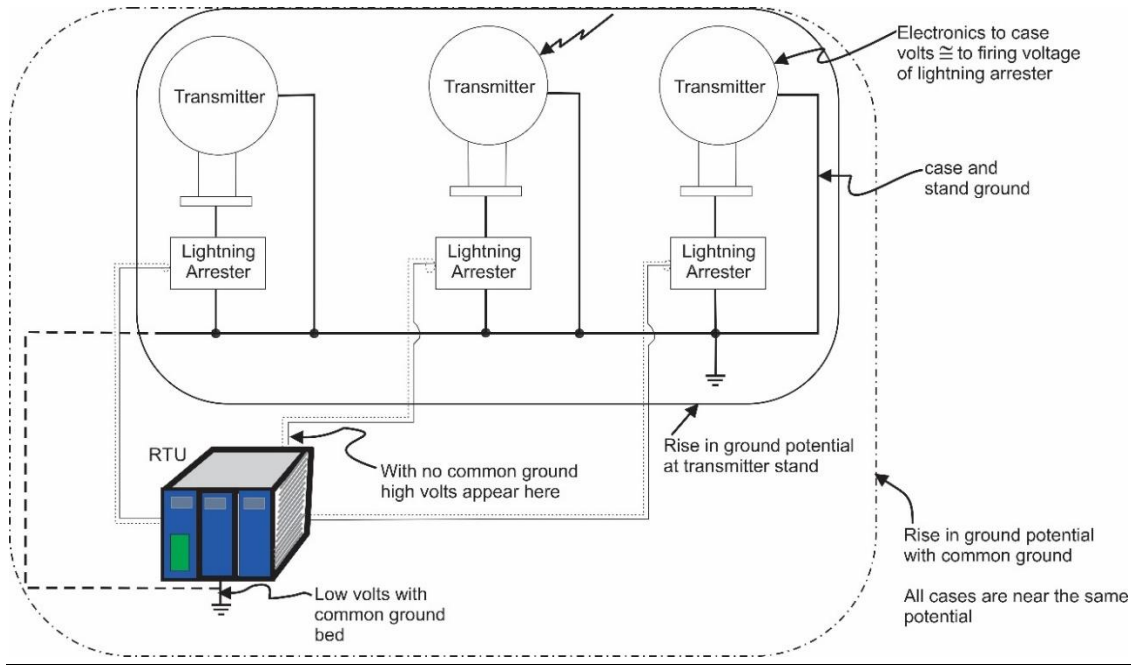 Electronics to case
volts ≅ to firing voltage
of lightning arrester
Transmitter
Transmitter
Transmitter
case and
stand ground
Lightning
Arrester
Lightning
Arrester
Lightning
Arrester
RTU
Rise in ground potential
at transmitter stand
With no common ground
high volts appear here
Rise in ground potential
with common ground
All cases are near the same
potential
Low volts with
common ground
bed